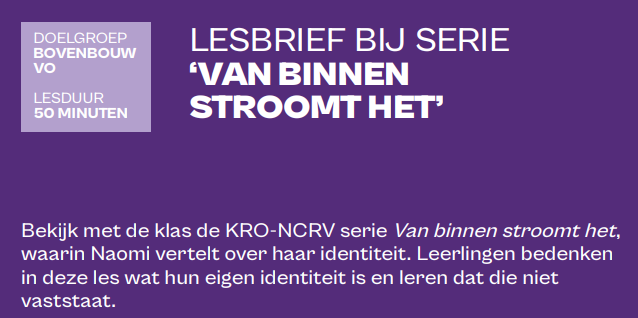 DOELGROEP
BOVENBOUW
VO
LESDUUR
50 MINUTEN
LESBRIEF BIJ SERIE
‘VAN BINNEN
STROOMT HET’
Bekijk met de klas de KRO-NCRV serie Van binnen stroomt het,
waarin Naomi vertelt over haar identiteit. Leerlingen bedenken
in deze les wat hun eigen identiteit is en leren dat die niet
vaststaat.